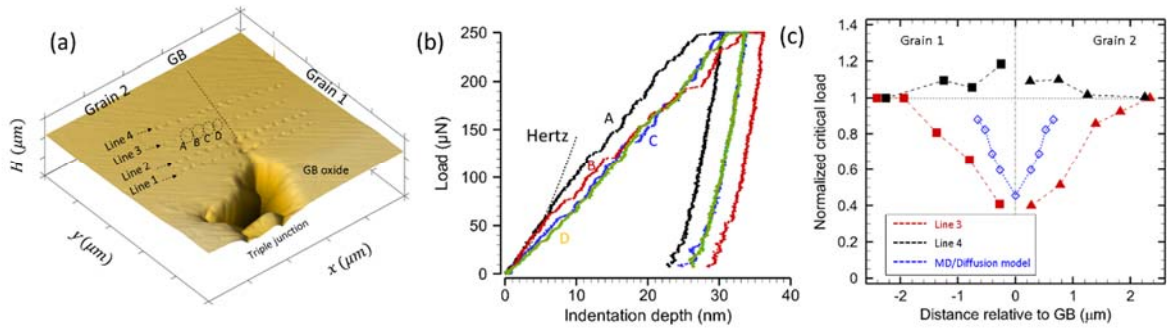 (a)
GB
Grain 2
Grain 1
Line 4
Line 3
Line 2
Line 1
A B C D
GB oxide
Triple junction
H (μm)
y (μm)
x (μm)
(b)
250
200
150
100
50
0
Load (μN)
Hertz
A
B
C
D
0 10 20 30 40
Indentation depth (nm)
(c)
1.4
1.2
1
0.8
0.6
0.4
0.2
0
Normalized critical load
Grain 1 Grain 2
Line 3
Line 4
MD/Diffusion model
-2 -1 0 1 2
Distance relative to GB (μm)